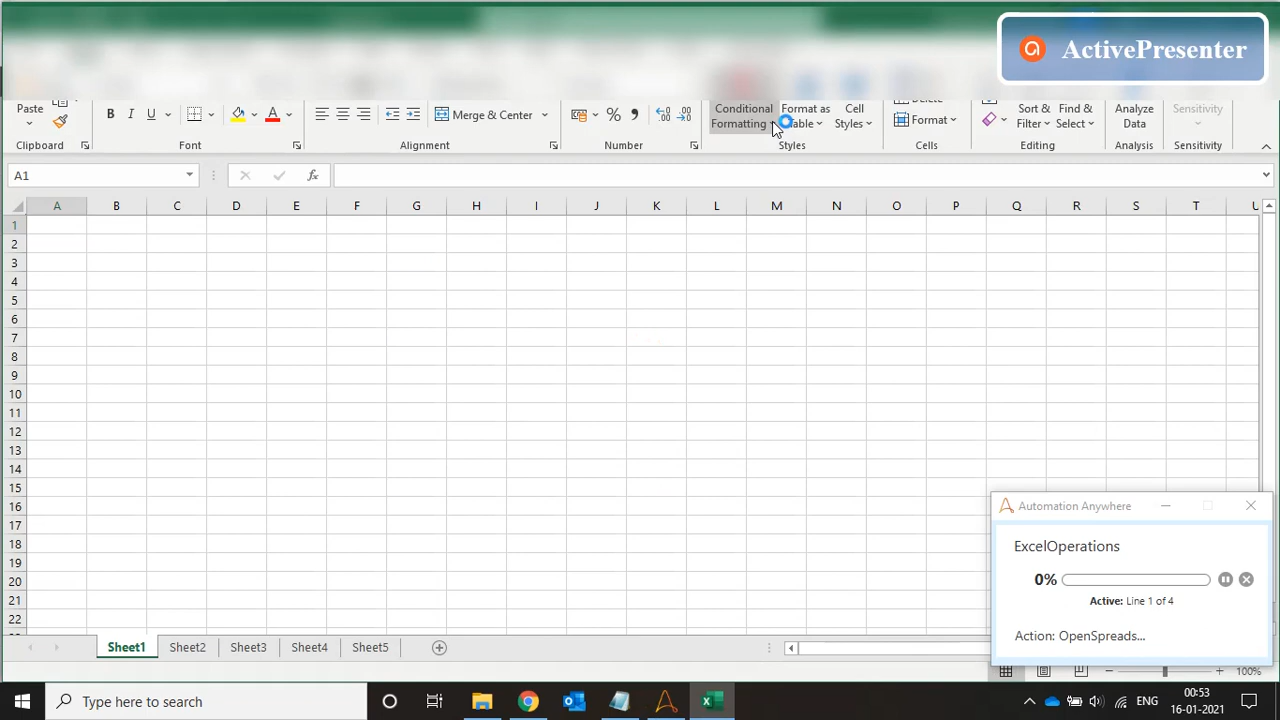 ActivePresenter
Paste
B I U
A
Merge & Center
%
Conditional
Formatting
Format as
Table
Cell
Styles
Format
Sort &
Filter
Find &
Select
Analyze
Data
Sensitivity
Clipboard
Font
Alignment
Number
Styles
Cells
Editing
Analysis
Sensitivity
A1
fx
A B C D E F G H I J K L M N O P Q R S T U
1
2
3
4
5
6
7
8
9
10
11
12
13
14
15
16
17
18
19
20
21
22
Automation Anywhere
ExcelOperations
0%
Active: Line 1 of 4
Action: OpenSpreads...
Sheet1 Sheet2 Sheet3 Sheet4 Sheet5
100%
Type here to search
ENG
00:53
16-01-2021